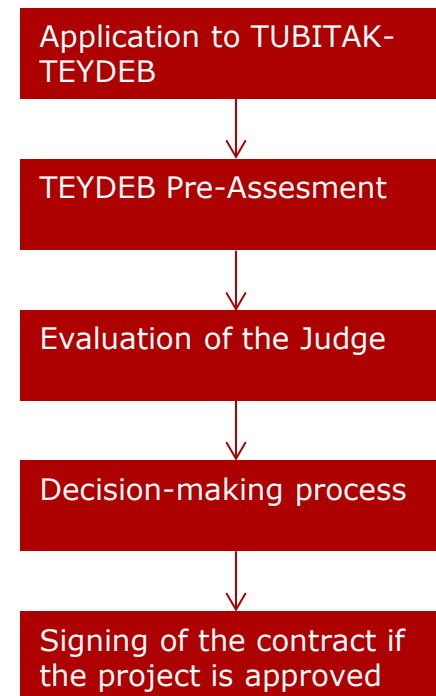 Application to TUBITAK-
TEYDEB
TEYDEB Pre-Assesment
Evaluation of the Judge
Decision-making process
Signing of the contract if
the project is approved